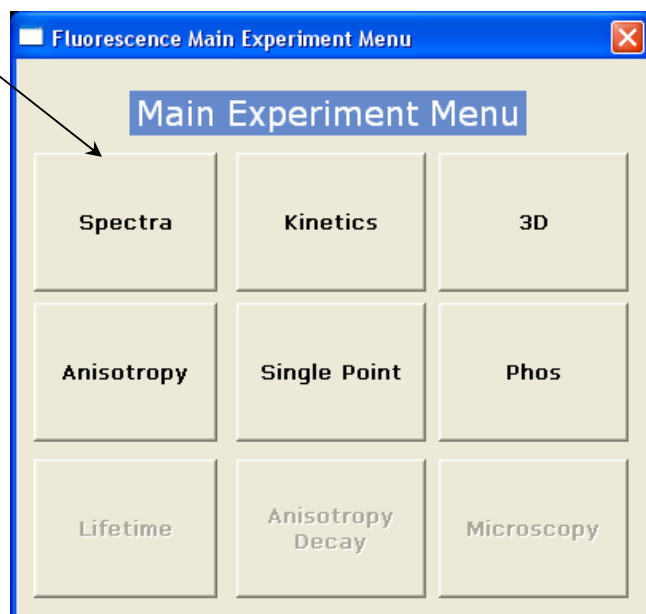 Fluorescence Main Experiment Menu
Main Experiment Menu
Spectra
Kinetics
3D
Anisotropy
Single Point
Phos
Lifetime
Anisotropy
Decay
Microscopy